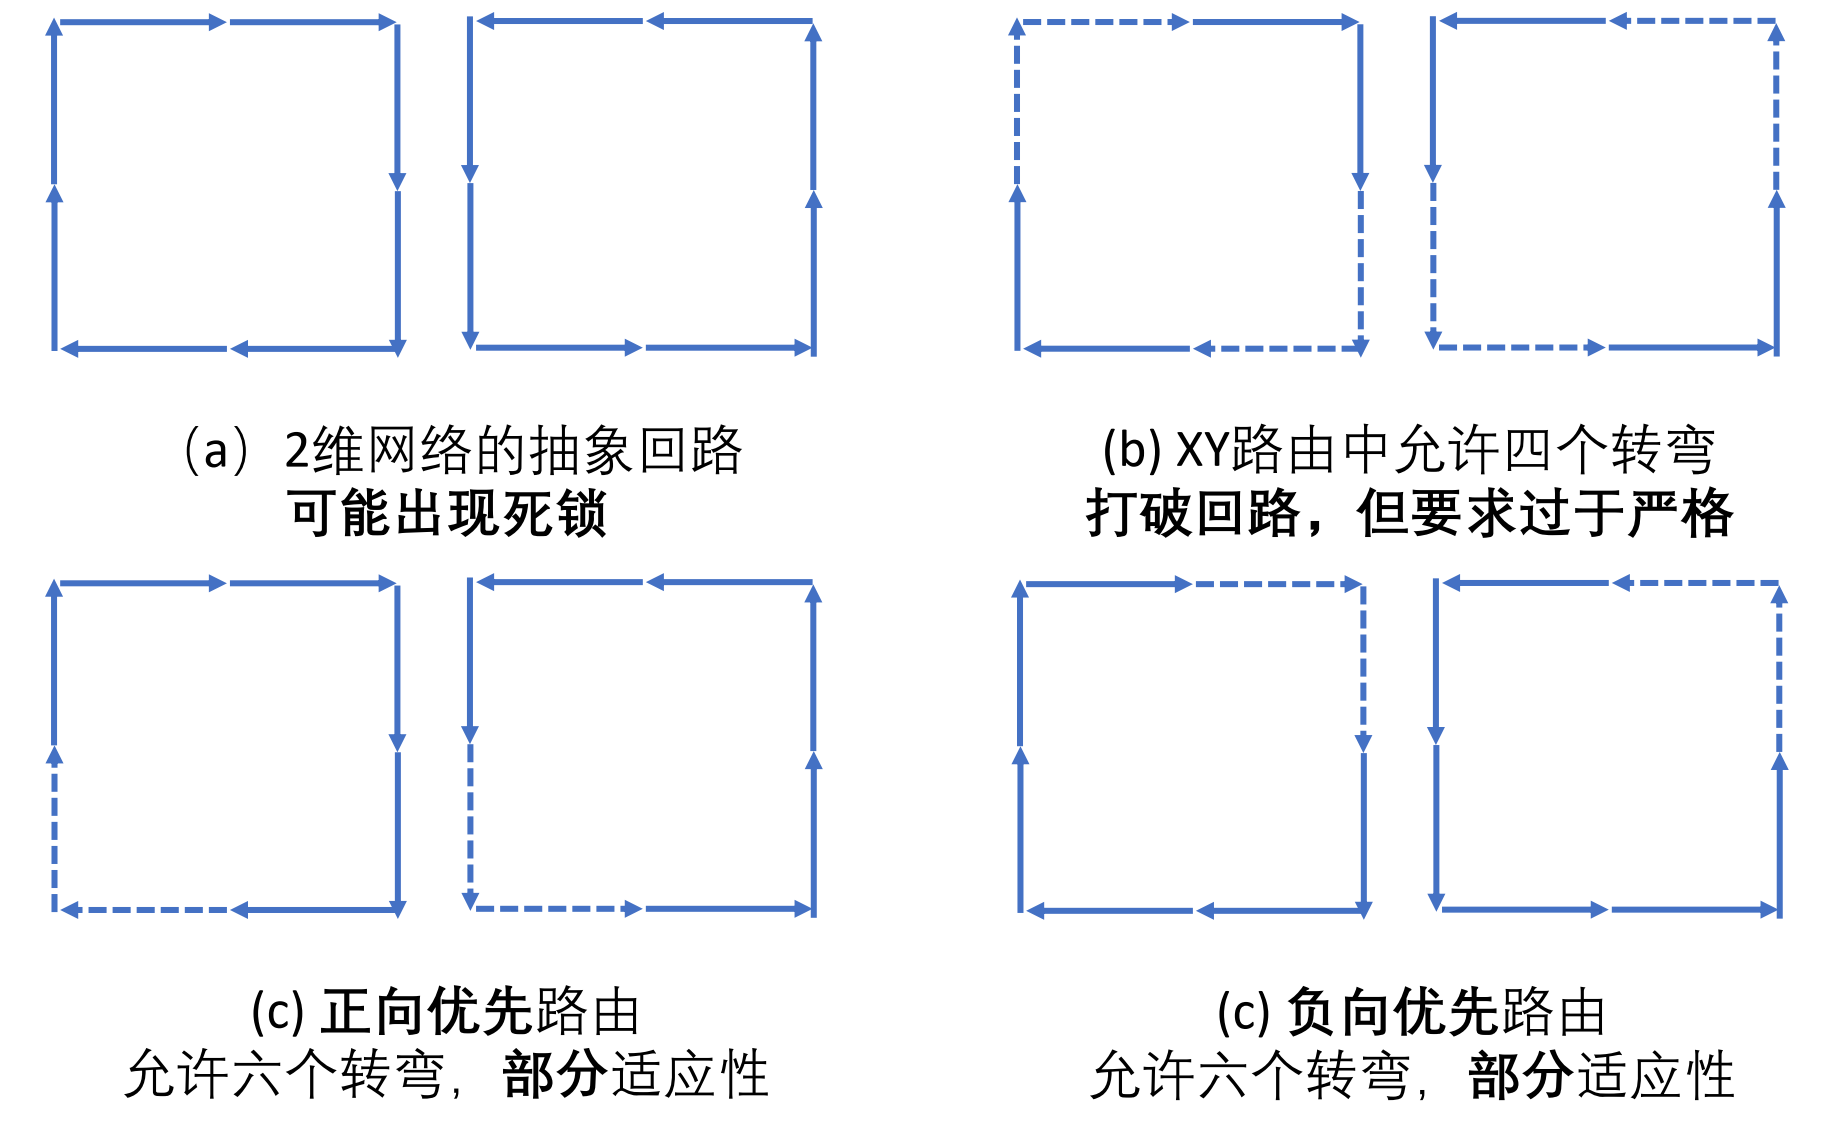 （a）2维网络的抽象回路
可能出现死锁
(b) XY路由中允许四个转弯
打破回路，但要求过于严格
(c) 正向优先路由
允许六个转弯，部分适应性
(c) 负向优先路由
允许六个转弯，部分适应性